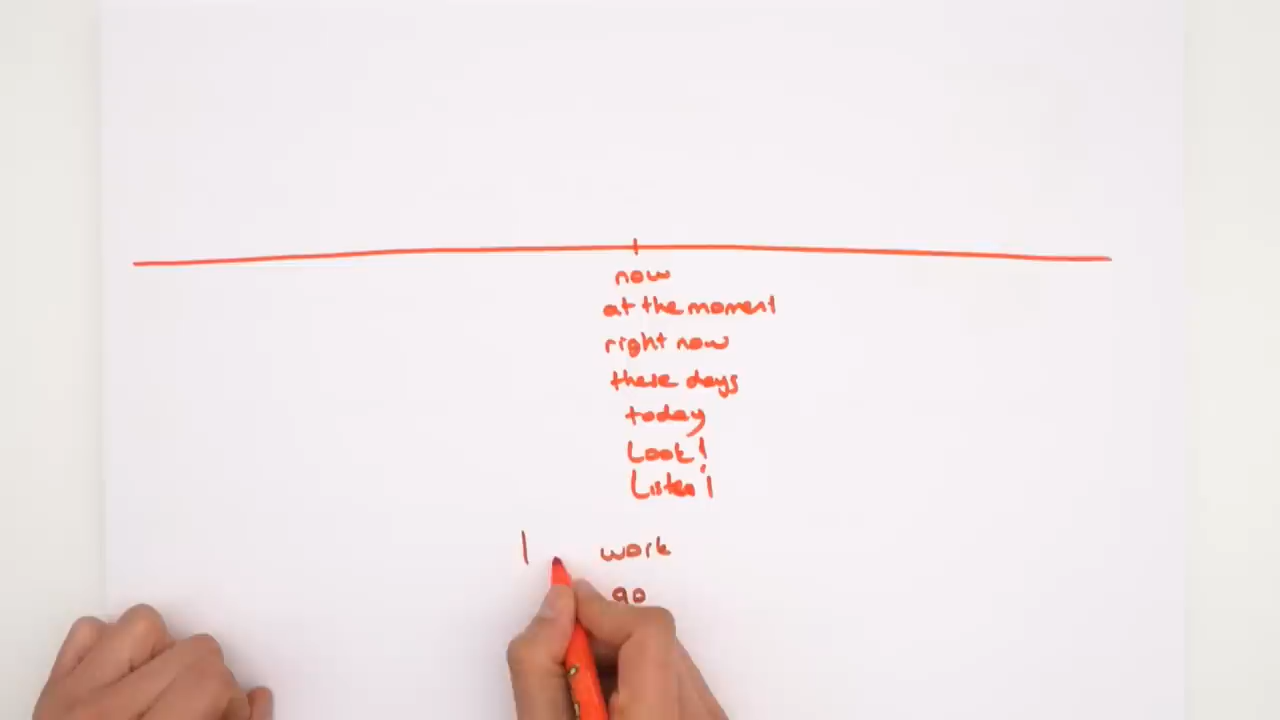 now
at the moment
right now
these days
today
Look!
Listen!
I work
go